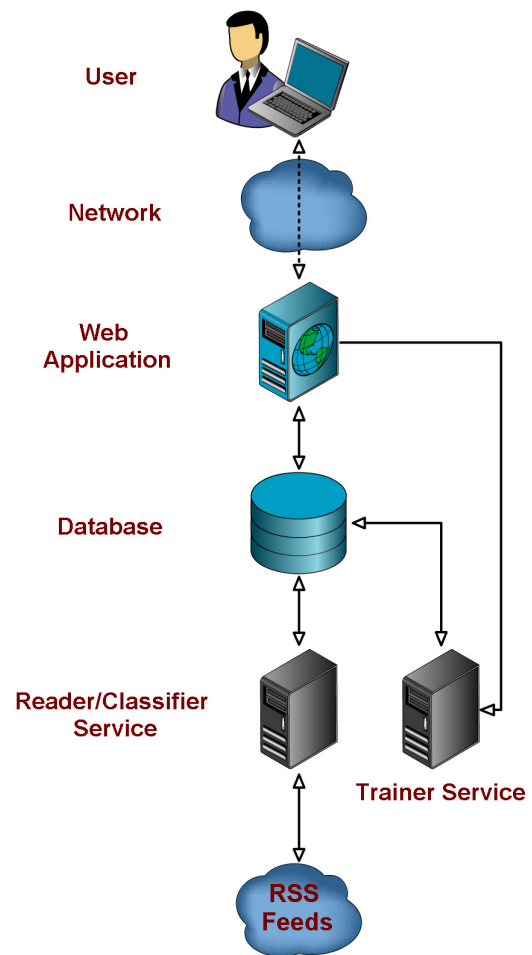 User
Network
Web
Application
Database
Reader/Classifier
Service
Trainer Service
RSS
Feeds